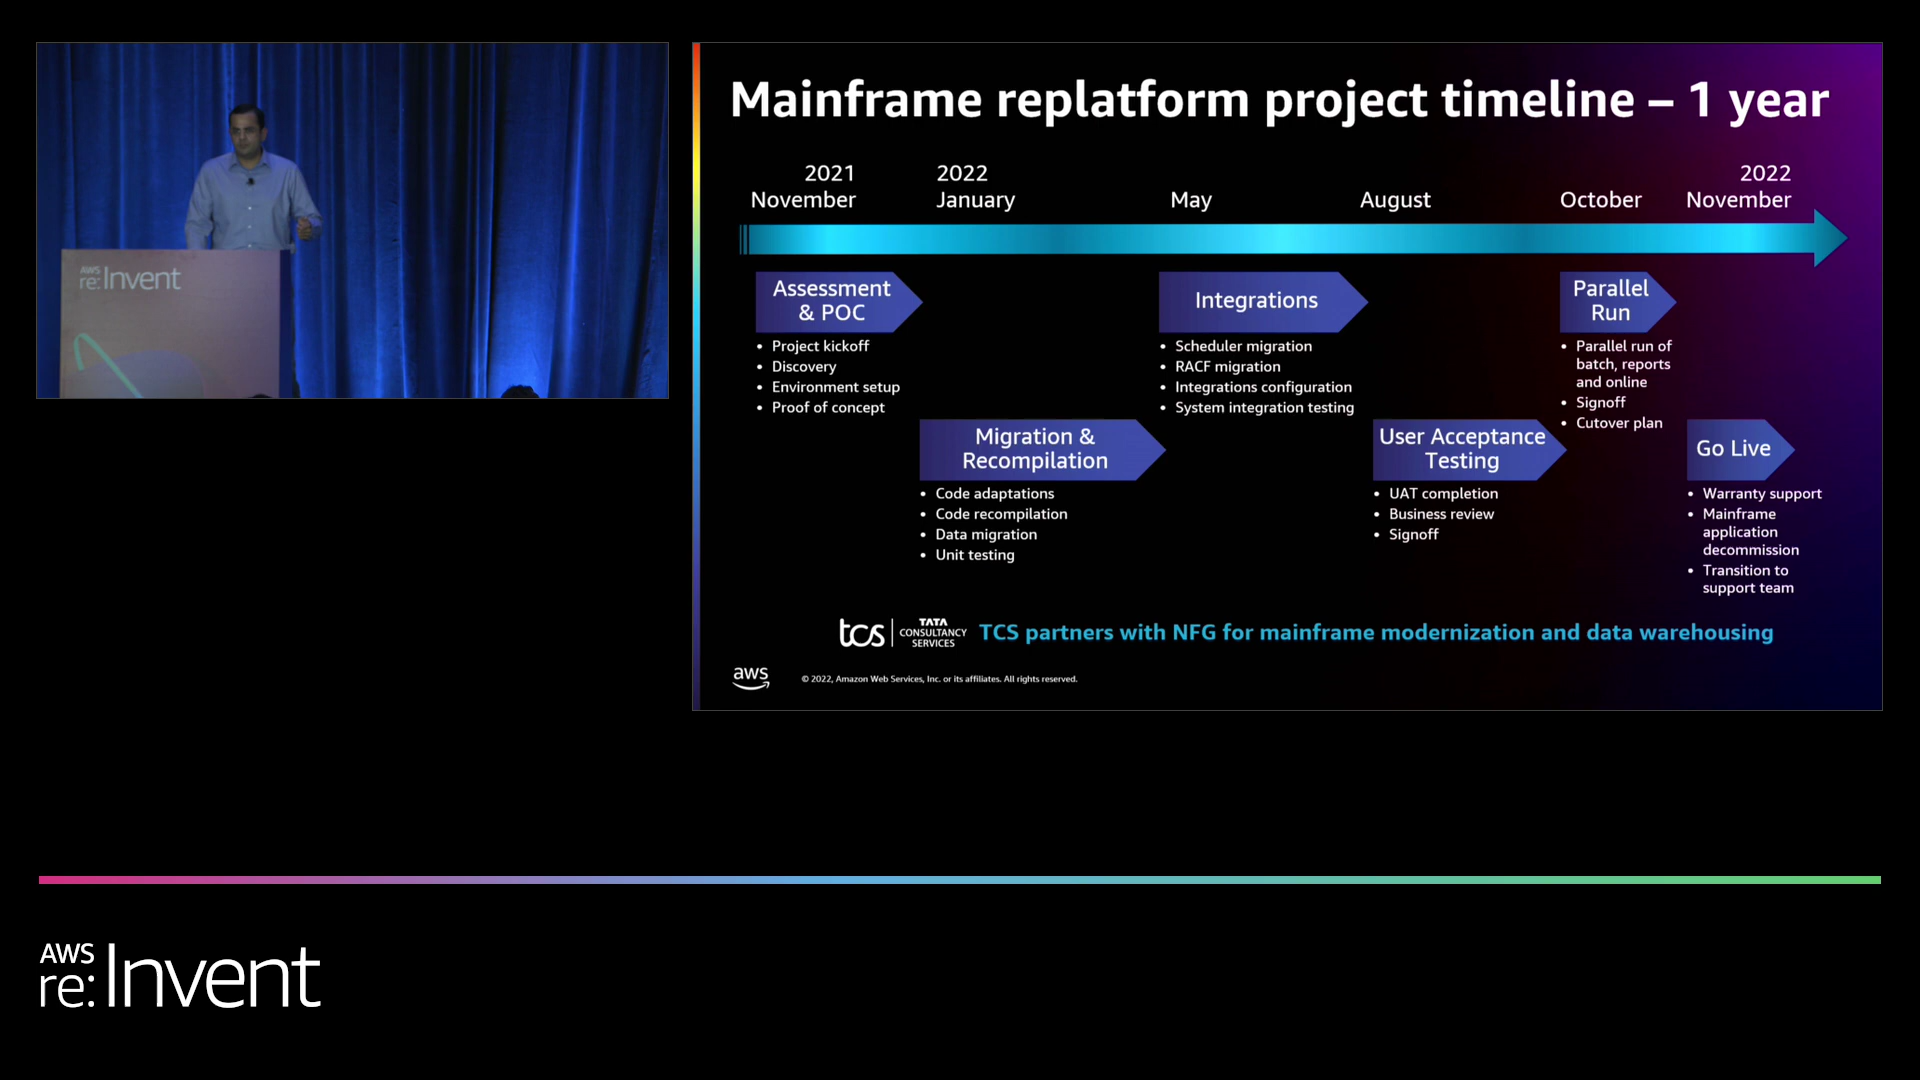 AWS
re:Invent
Mainframe replatform project timeline – 1 year
2021
November
2022
January
May
August
October
2022
November
Assessment
& POC
• Project kickoff
• Discovery
• Environment setup
• Proof of concept
Migration &
Recompilation
• Code adaptations
• Code recompilation
• Data migration
• Unit testing
Integrations
• Scheduler migration
• RACF migration
• Integrations configuration
• System integration testing
User Acceptance
Testing
• UAT completion
• Business review
• Signoff
Parallel
Run
• Parallel run of
batch, reports
and online
• Signoff
• Cutover plan
Go Live
• Warranty support
• Mainframe
application
decommission
• Transition to
support team
tcs
TATA
CONSULTANCY
SERVICES
TCS partners with NFG for mainframe modernization and data warehousing
aws
© 2022, Amazon Web Services, Inc. or its affiliates. All rights reserved.
AWS
re:Invent